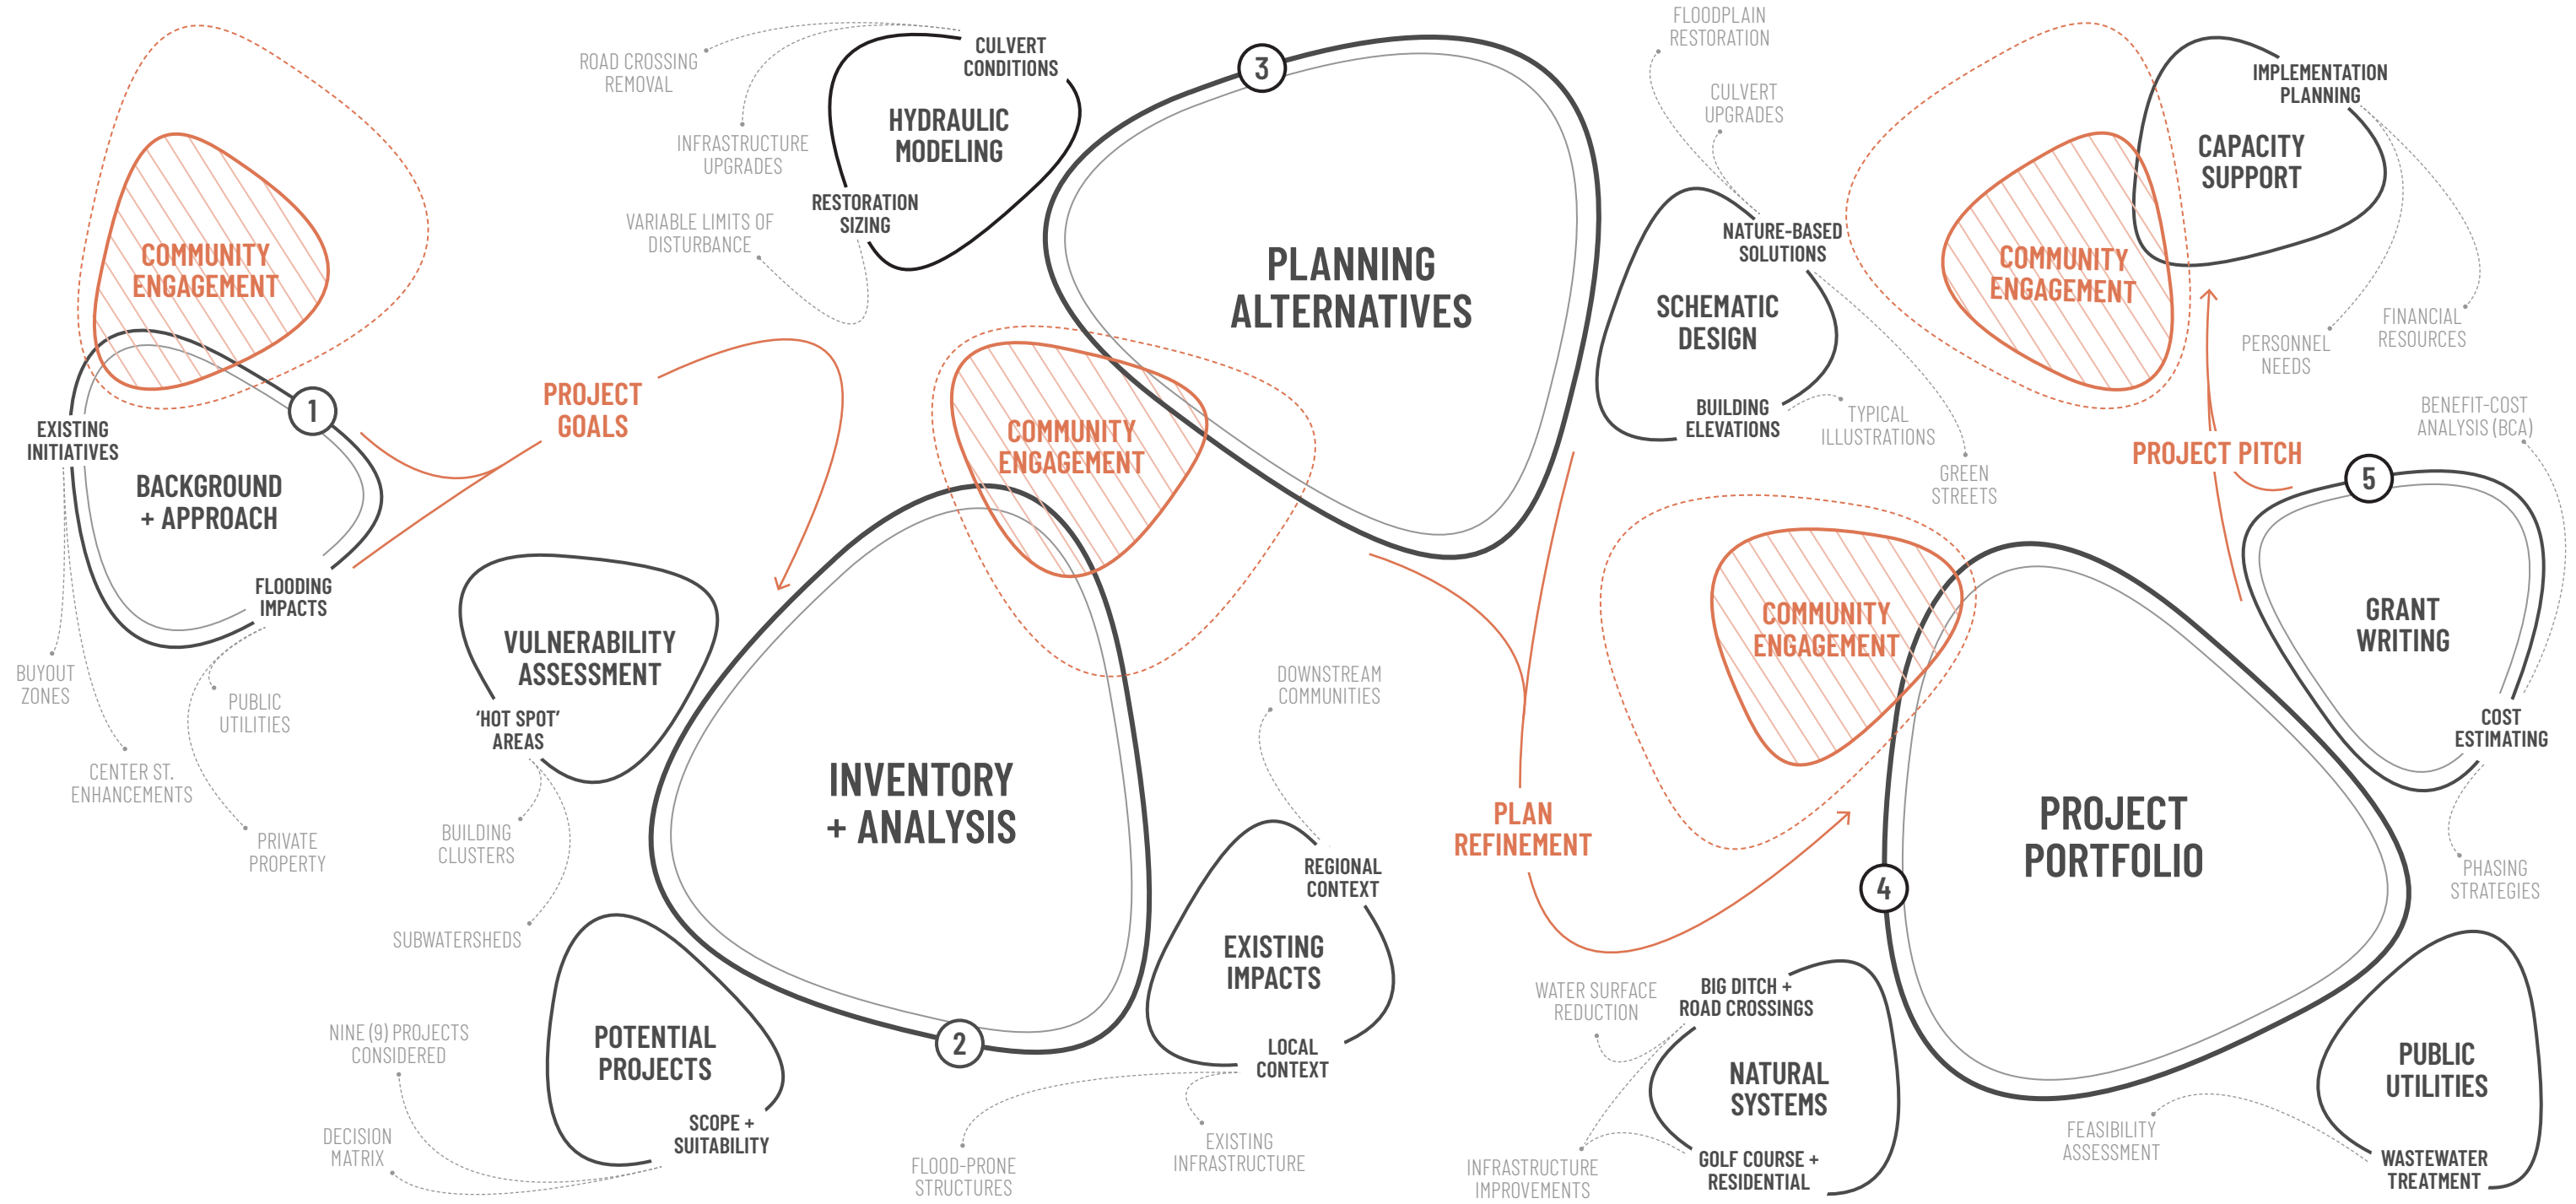 COMMUNITY
ENGAGEMENT
1
EXISTING
INITIATIVES
BACKGROUND
+ APPROACH
FLOODING
IMPACTS
BUYOUT
ZONES
CENTER ST.
ENHANCEMENTS
PUBLIC
UTILITIES
PRIVATE
PROPERTY
PROJECT
GOALS
ROAD CROSSING
REMOVAL
INFRASTRUCTURE
UPGRADES
VARIABLE LIMITS OF
DISTURBANCE
CULVERT
CONDITIONS
HYDRAULIC
MODELING
RESTORATION
SIZING
3
PLANNING
ALTERNATIVES
COMMUNITY
ENGAGEMENT
VULNERABILITY
ASSESSMENT
‘HOT SPOT’
AREAS
BUILDING
CLUSTERS
SUBWATERSHEDS
INVENTORY
+ ANALYSIS
2
POTENTIAL
PROJECTS
SCOPE +
SUITABILITY
NINE (9) PROJECTS
CONSIDERED
DECISION
MATRIX
DOWNSTREAM
COMMUNITIES
REGIONAL
CONTEXT
EXISTING
IMPACTS
LOCAL
CONTEXT
FLOOD-PRONE
STRUCTURES
EXISTING
INFRASTRUCTURE
FLOODPLAIN
RESTORATION
CULVERT
UPGRADES
NATURE-BASED
SOLUTIONS
SCHEMATIC
DESIGN
BUILDING
ELEVATIONS
TYPICAL
ILLUSTRATIONS
GREEN
STREETS
PLAN
REFINEMENT
COMMUNITY
ENGAGEMENT
4
PROJECT
PORTFOLIO
WATER SURFACE
REDUCTION
BIG DITCH +
ROAD CROSSINGS
NATURAL
SYSTEMS
GOLF COURSE +
RESIDENTIAL
INFRASTRUCTURE
IMPROVEMENTS
FEASIBILITY
ASSESSMENT
PUBLIC
UTILITIES
WASTEWATER
TREATMENT
COMMUNITY
ENGAGEMENT
IMPLEMENTATION
PLANNING
CAPACITY
SUPPORT
PERSONNEL
NEEDS
FINANCIAL
RESOURCES
PROJECT PITCH
BENEFIT-COST
ANALYSIS (BCA)
5
GRANT
WRITING
COST
ESTIMATING
PHASING
STRATEGIES